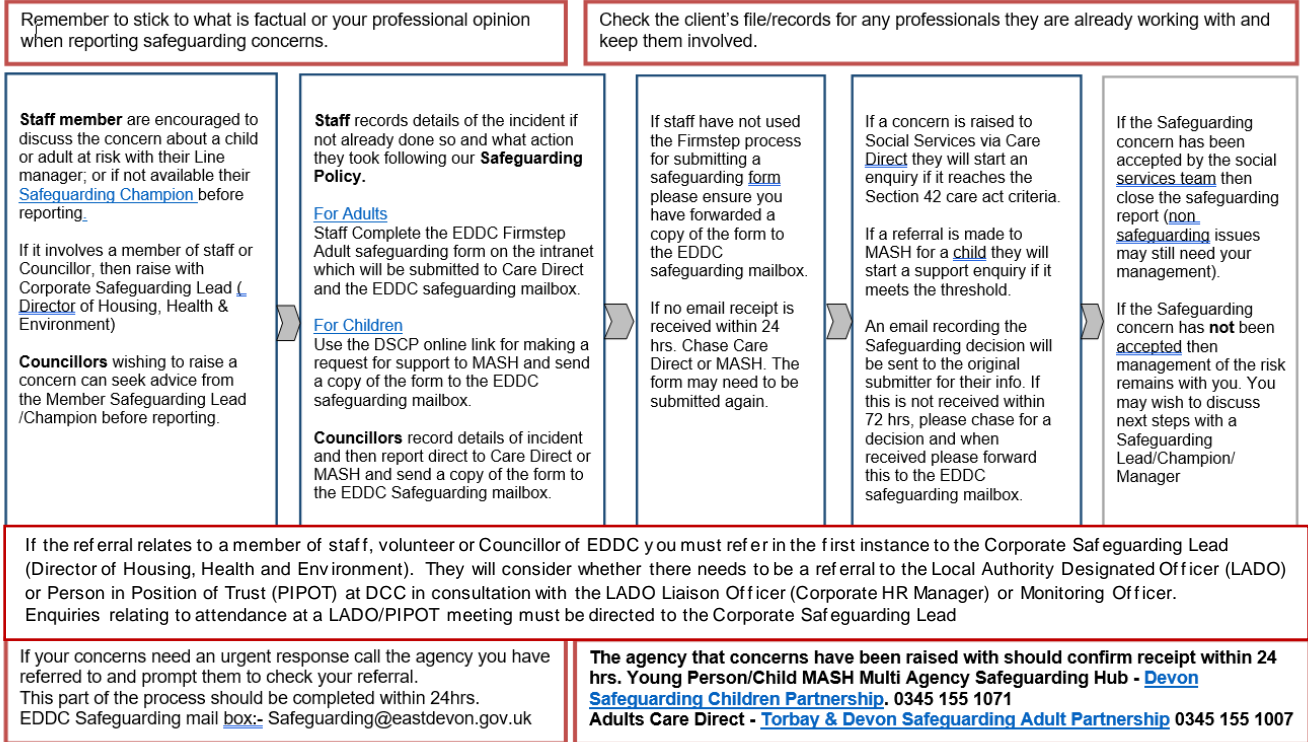 Remember to stick to what is factual or your professional opinion
when reporting safeguarding concerns.
Check the client's file/records for any professionals they are already working with and
keep them involved.
Staff member are encouraged to
discuss the concern about a child
or adult at risk with their Line
manager; or if not available their
Safeguarding Champion before
reporting.
If it involves a member of staff or
Councillor, then raise with
Corporate Safeguarding Lead (
Director of Housing, Health &
Environment)
Councillors wishing to raise a
concern can seek advice from
the Member Safeguarding Lead
/Champion before reporting.
Staff records details of the incident if
not already done so and what action
they took following our Safeguarding
Policy.
For Adults
Staff Complete the EDDC Firmstep
Adult safeguarding form on the intranet
which will be submitted to Care Direct
and the EDDC safeguarding mailbox.
For Children
Use the DSCP online link for making a
request for support to MASH and send
a copy of the form to the EDDC
safeguarding mailbox.
Councillors record details of incident
and then report direct to Care Direct or
MASH and send a copy of the form to
the EDDC Safeguarding mailbox.
If staff have not used
the Firmstep process
for submitting a
safeguarding form
please ensure you
have forwarded a
copy of the form to
the EDDC
safeguarding mailbox.
If no email receipt is
received within 24
hrs. Chase Care
Direct or MASH. The
form may need to be
submitted again.
If a concern is raised to
Social Services via Care
Direct they will start an
enquiry if it reaches the
Section 42 care act criteria.
If a referral is made to
MASH for a child they will
start a support enquiry if it
meets the threshold.
An email recording the
Safeguarding decision will
be sent to the original
submitter for their info. If
this is not received within
72 hrs, please chase for a
decision and when
received please forward
this to the EDDC
safeguarding mailbox.
If the Safeguarding
concern has been
accepted by the social
services team then
close the safeguarding
report (non
safeguarding issues
may still need your
management).
If the Safeguarding
concern has not been
accepted then
management of the risk
remains with you. You
may wish to discuss
next steps with a
Safeguarding
Lead/Champion/
Manager
If the referral relates to a member of staff, volunteer or Councillor of EDDC you must refer in the first instance to the Corporate Safeguarding Lead
(Director of Housing, Health and Environment). They will consider whether there needs to be a referral to the Local Authority Designated Officer (LADO)
or Person in Position of Trust (PIPOT) at DCC in consultation with the LADO Liaison Officer (Corporate HR Manager) or Monitoring Officer.
Enquiries relating to attendance at a LADO/PIPOT meeting must be directed to the Corporate Safeguarding Lead
If your concerns need an urgent response call the agency you have
referred to and prompt them to check your referral.
This part of the process should be completed within 24hrs.
EDDC Safeguarding mail box:- Safeguarding@eastdevon.gov.uk
The agency that concerns have been raised with should confirm receipt within 24
hrs. Young Person/Child MASH Multi Agency Safeguarding Hub - Devon
Safeguarding Children Partnership. 0345 155 1071
Adults Care Direct - Torbay & Devon Safeguarding Adult Partnership 0345 155 1007